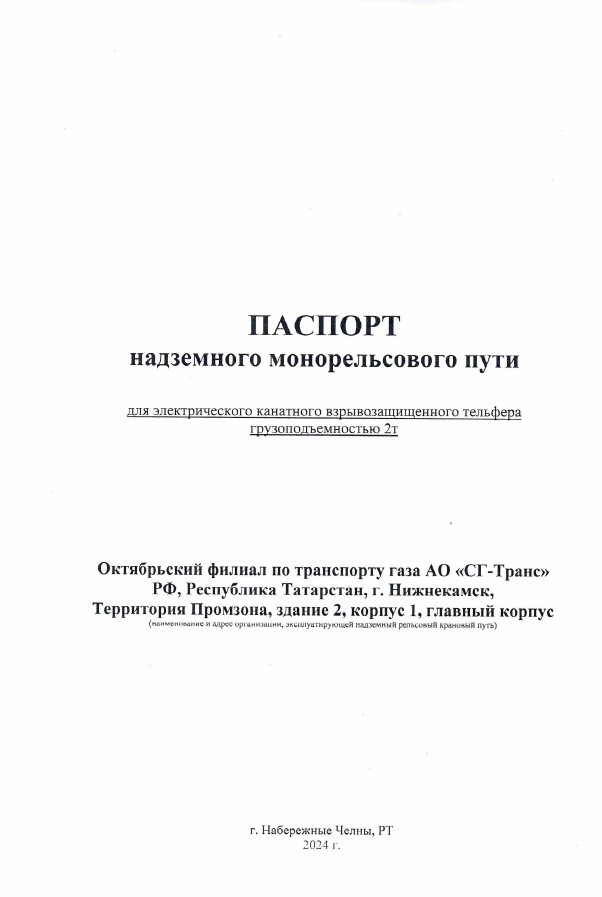 ПАСПОРТ
надземного монорельсового пути
для электрического канатного взрывозащищенного тельфера
грузоподъемностью 2т
Октябрьский филиал по транспорту газа АО «СГ-Транс»
РФ, Республика Татарстан, г. Нижнекамск,
Территория Промзона, здание 2, корпус 1, главный корпус
(наименование и адрес организации, эксплуатирующей надземный рельсовый крановый путь)
г. Набережные Челны, РТ
2024 г.